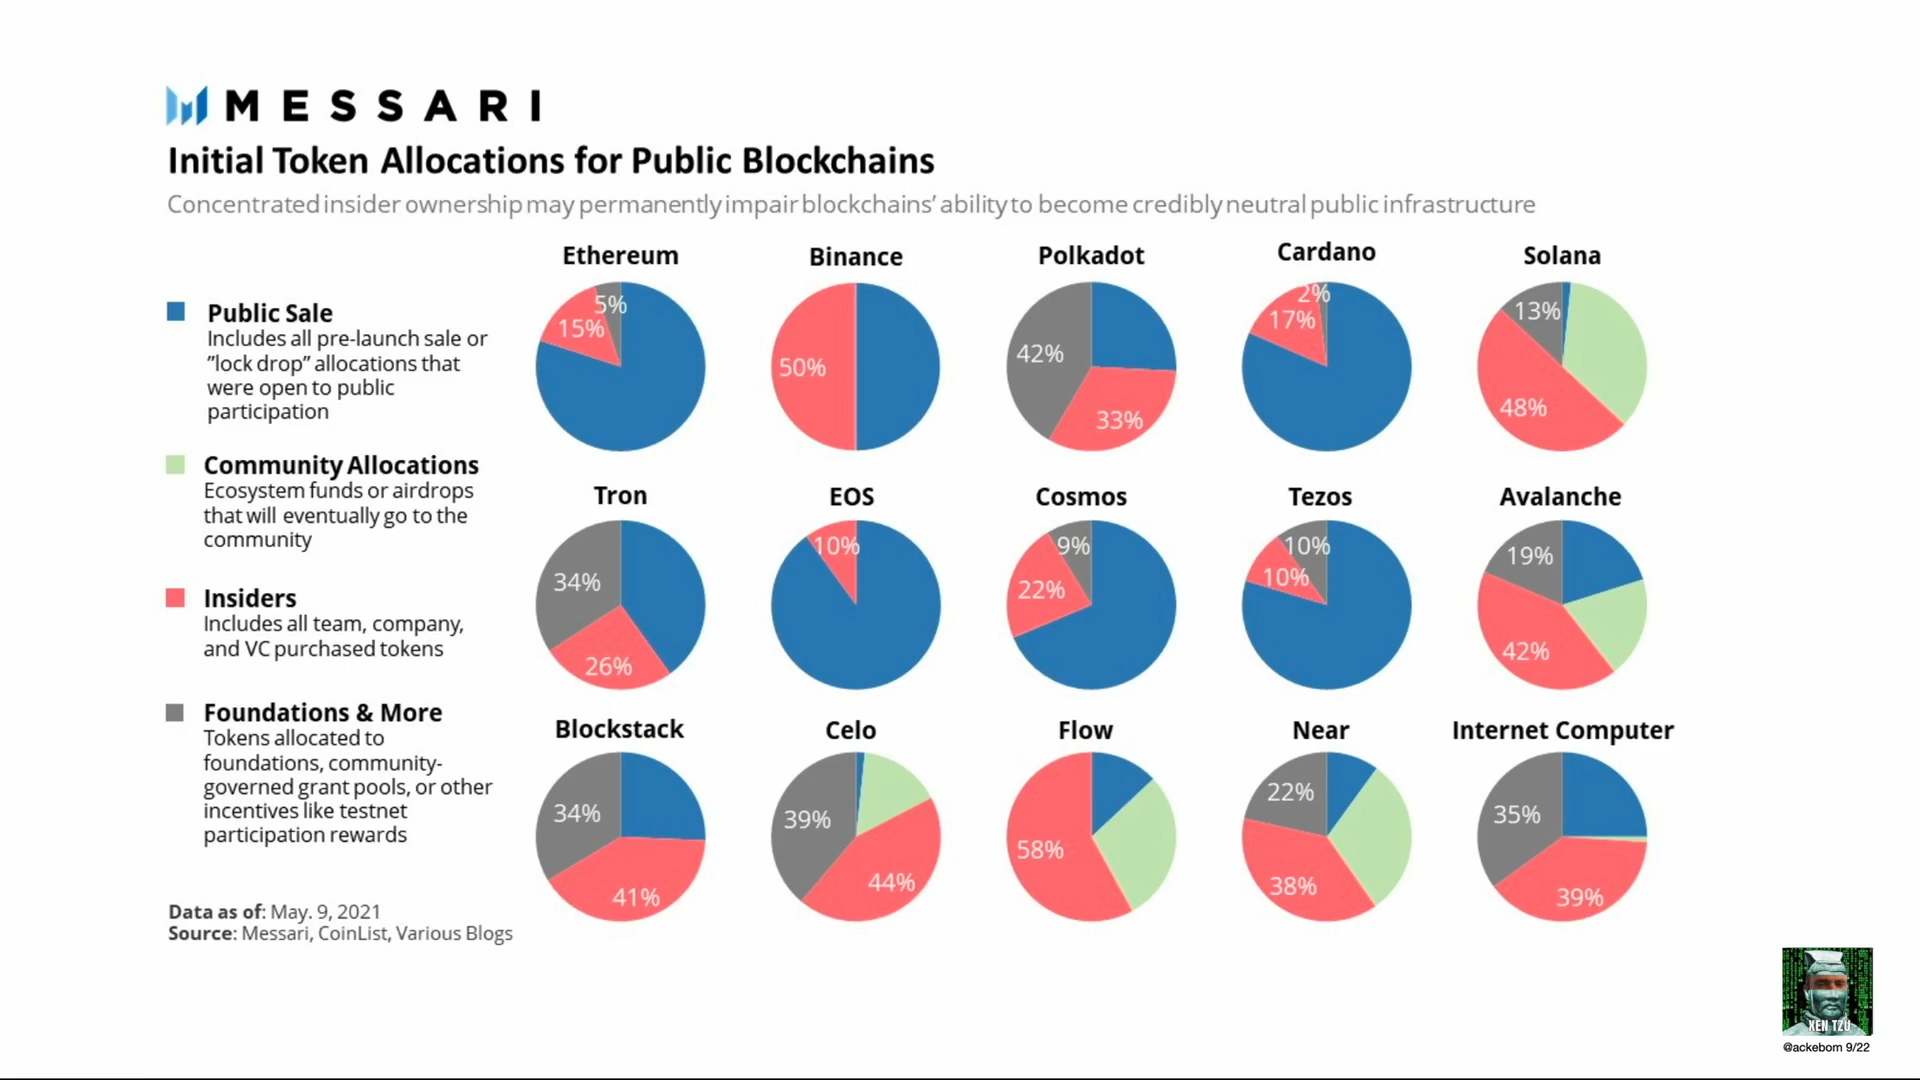 MESSARI
Initial Token Allocations for Public Blockchains
Concentrated insider ownership may permanently impair blockchains' ability to become credibly neutral public infrastructure
Public Sale
Includes all pre-launch sale or
"lock drop" allocations that
were open to public
participation
Community Allocations
Ecosystem funds or airdrops
that will eventually go to the
community
Insiders
Includes all team, company,
and VC purchased tokens
Foundations & More
Tokens allocated to
foundations, community-
governed grant pools, or other
incentives like testnet
participation rewards
Data as of: May. 9, 2021
Source: Messari, CoinList, Various Blogs
Ethereum
5%
15%
Binance
50%
Polkadot
42%
33%
Cardano
2%
17%
Solana
13%
48%
Tron
34%
26%
EOS
10%
Cosmos
9%
22%
Tezos
10%
10%
Avalanche
19%
42%
Blockstack
34%
41%
Celo
39%
44%
Flow
58%
Near
22%
38%
Internet Computer
35%
39%
XEN TZU
@ackebom 9/22